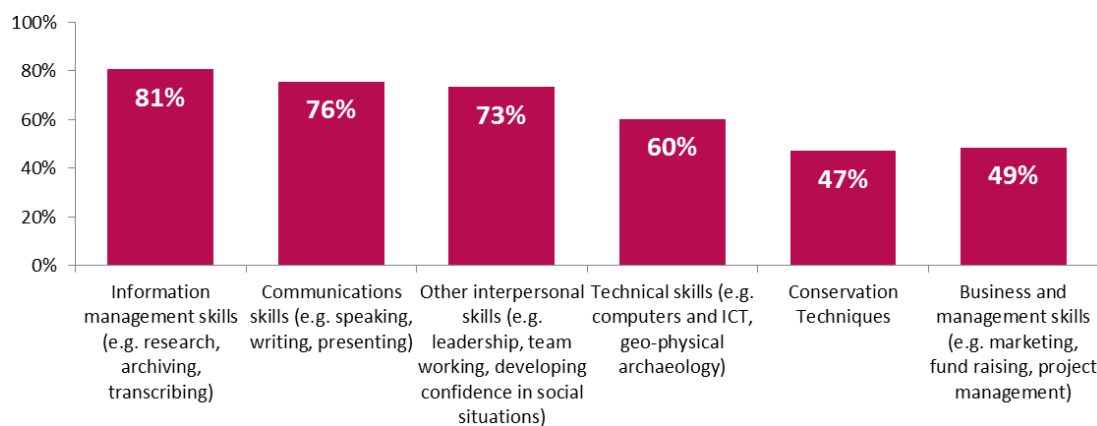 100%
80%
60%
40%
20%
0%
81%
76%
73%
60%
47%
49%
Information
management skills
(e.g. research,
archiving,
transcribing)
Communications
skills (e.g. speaking,
writing, presenting)
Other interpersonal
skills (e.g.
leadership, team
working, developing
confidence in social
situations)
Technical skills (e.g.
computers and ICT,
geo-physical
archaeology)
Conservation
Techniques
Business and
management skills
(e.g. marketing,
fund raising, project
management)